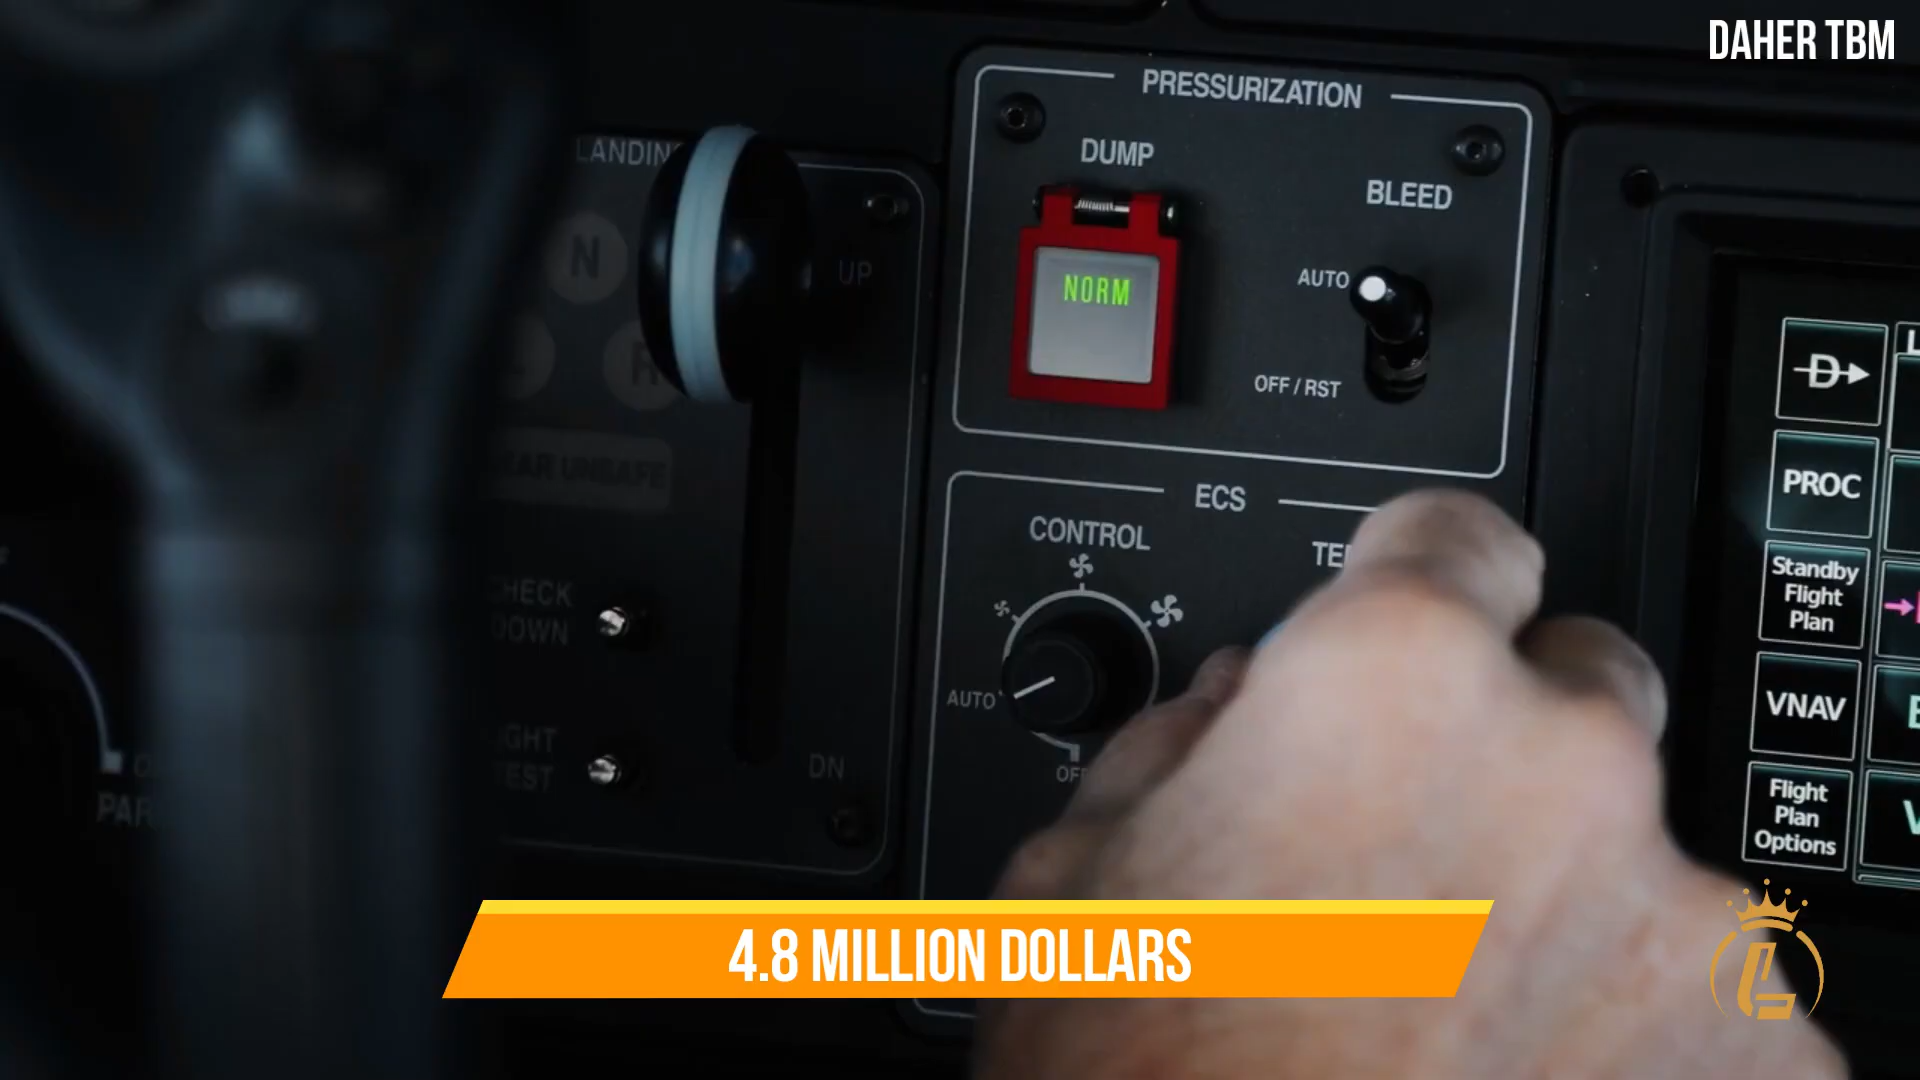 DAHER TBM
PRESSURIZATION
DUMP
NORM
BLEED
AUTO
OFF / RST
N
UP
DN
ECS
CONTROL
AUTO
PROC
Standby
Flight
Plan
VNAV
Flight
Plan
Options
4.8 MILLION DOLLARS